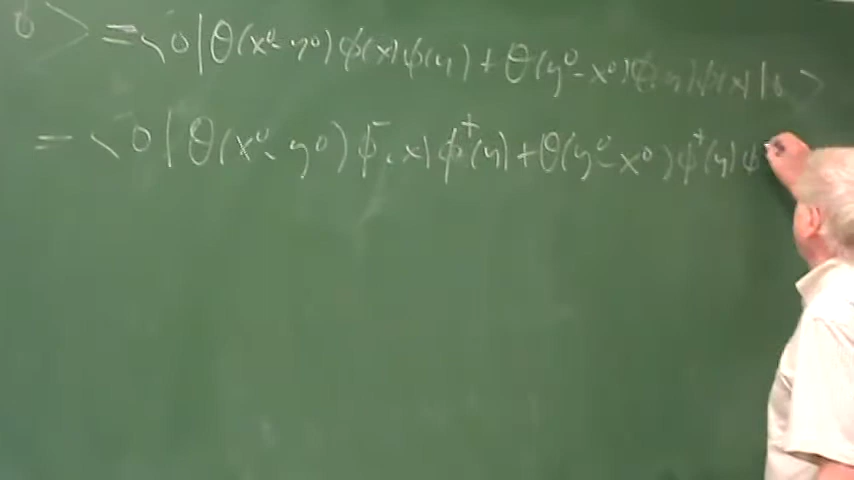 0> = <0|θ(x⁰-y⁰)φ(x)φ(y) + θ(y⁰-x⁰)φ(y)φ(x)|0>
= <0|θ(x⁰-y⁰)φ⁻(x)φ⁺(y) + θ(y⁰-x⁰)φ⁺(y)φ